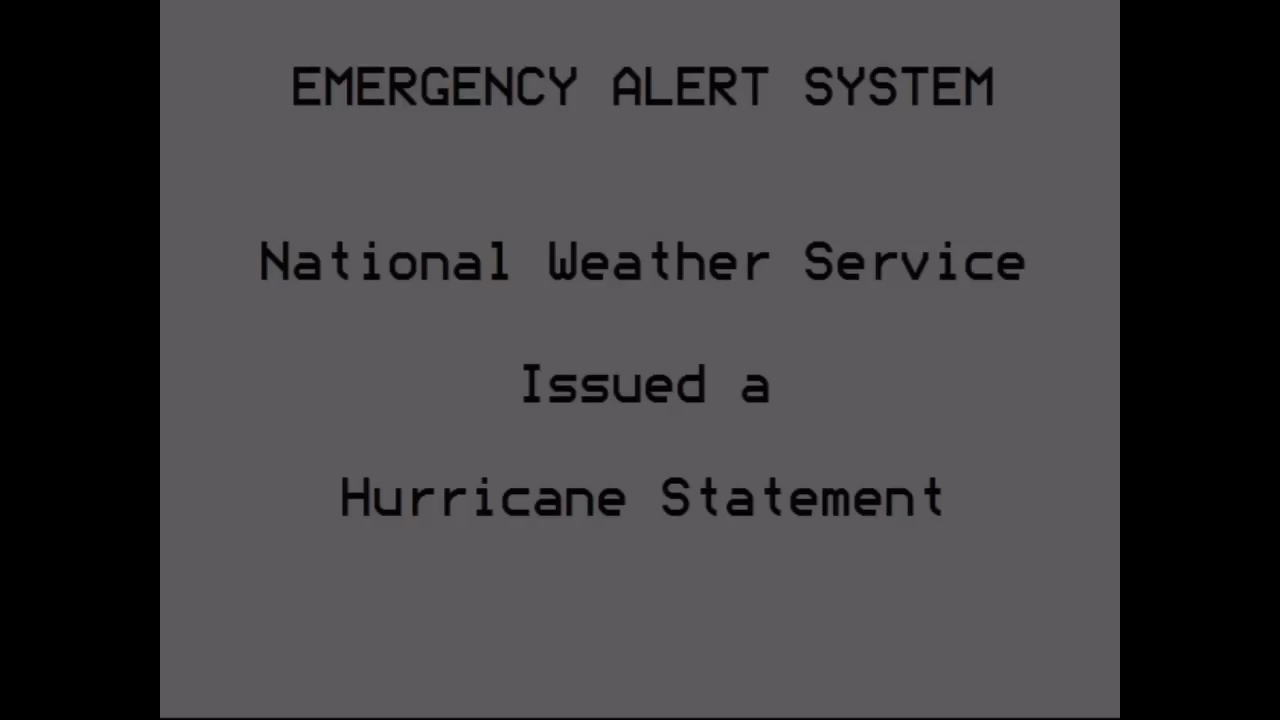 EMERGENCY ALERT SYSTEM
National Weather Service
Issued a
Hurricane Statement